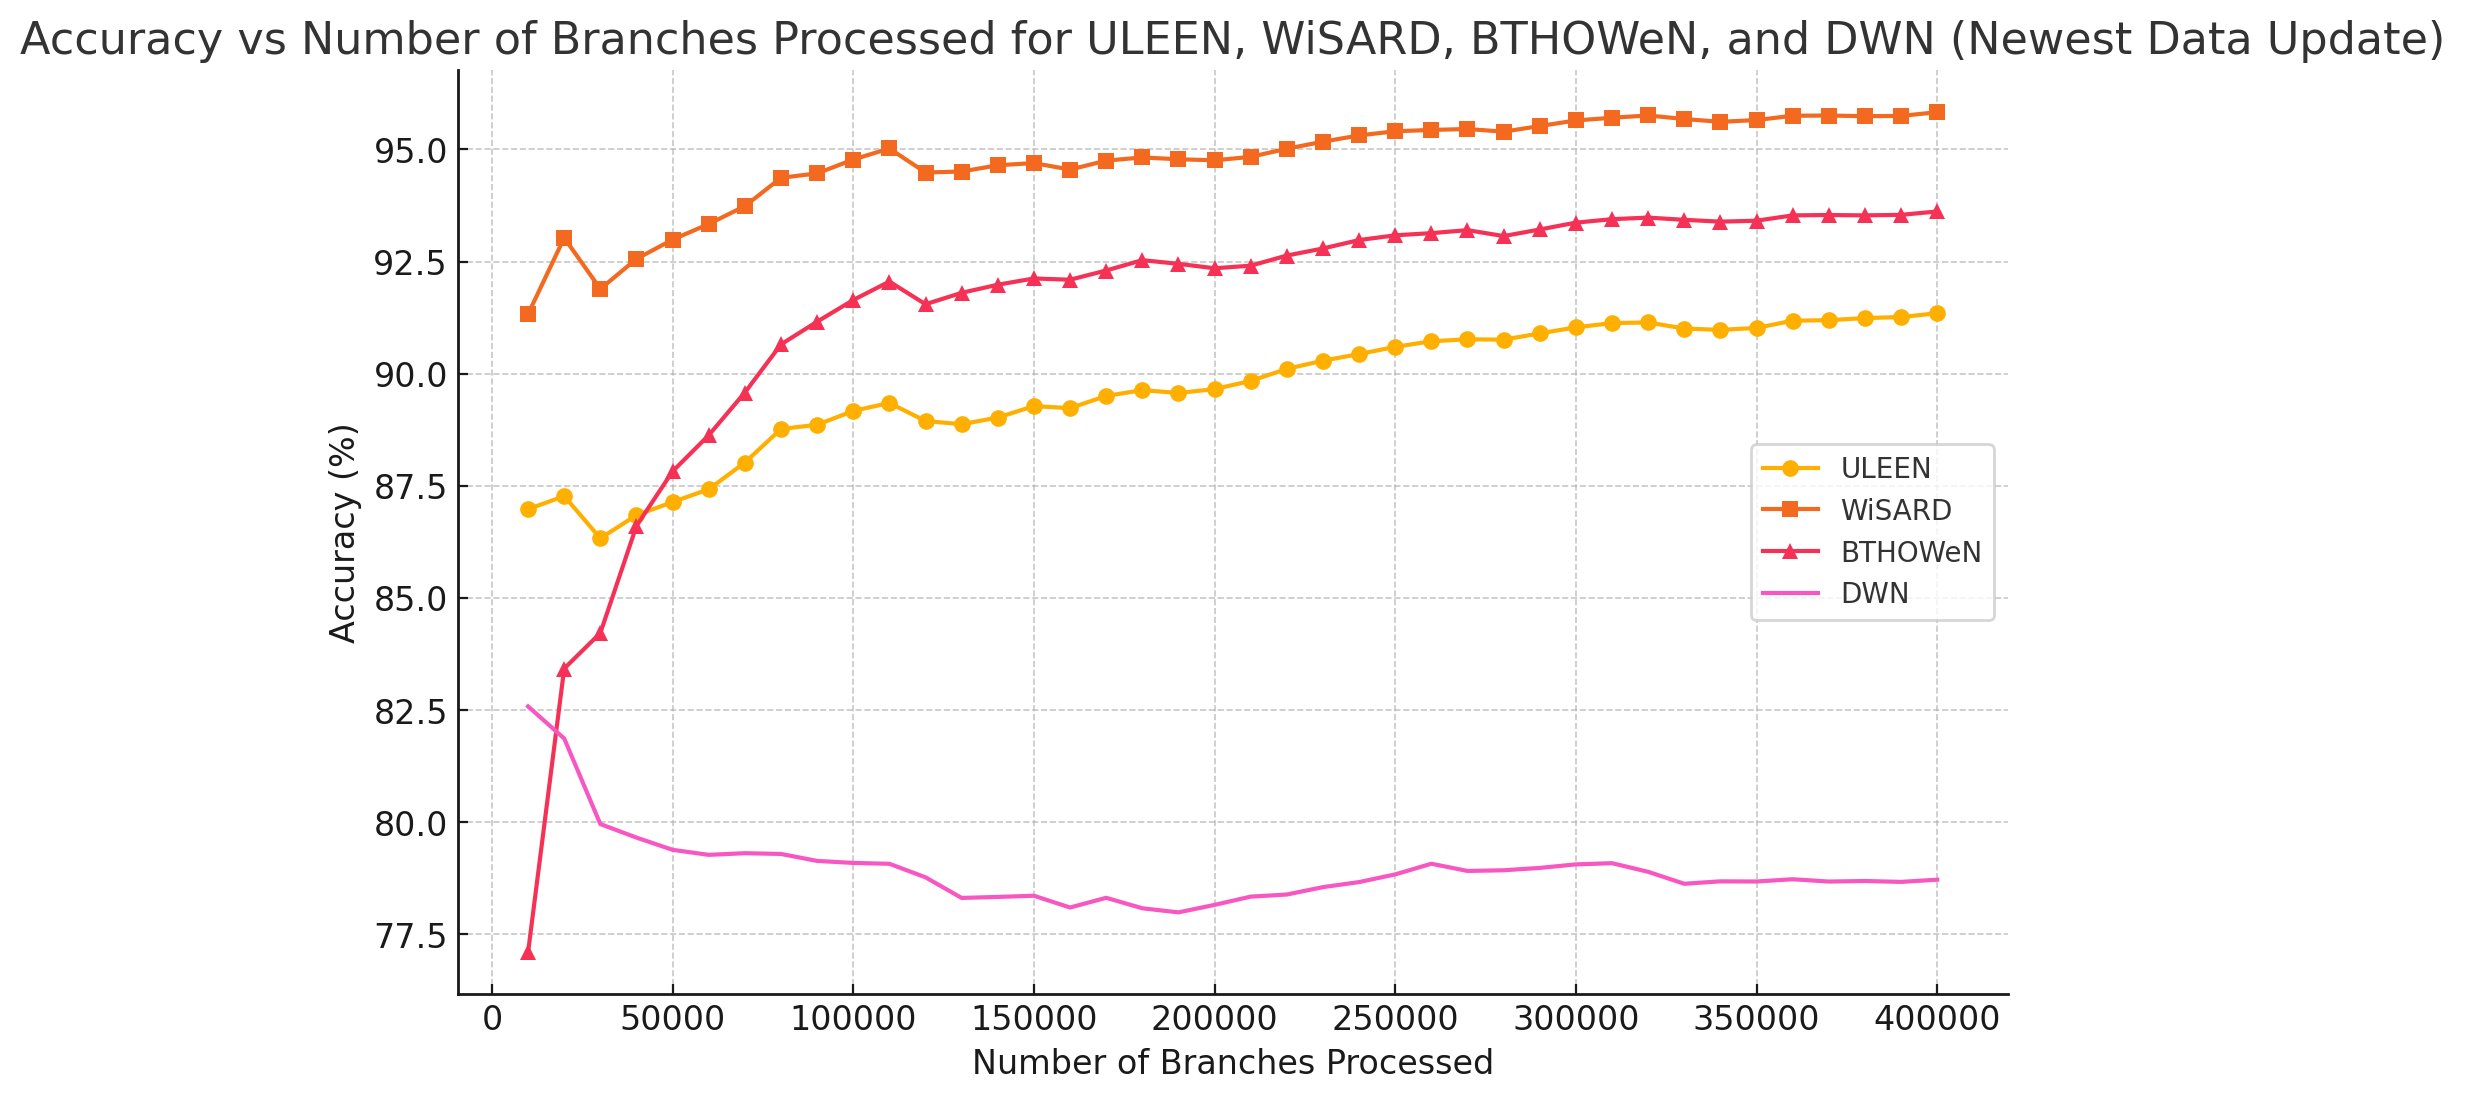 Accuracy vs Number of Branches Processed for ULEEN, WiSARD, BTHOWeN, and DWN (Newest Data Update)
Accuracy (%)
95.0
92.5
90.0
87.5
85.0
82.5
80.0
77.5
ULEEN
WiSARD
BTHOWeN
DWN
0 50000 100000 150000 200000 250000 300000 350000 400000
Number of Branches Processed